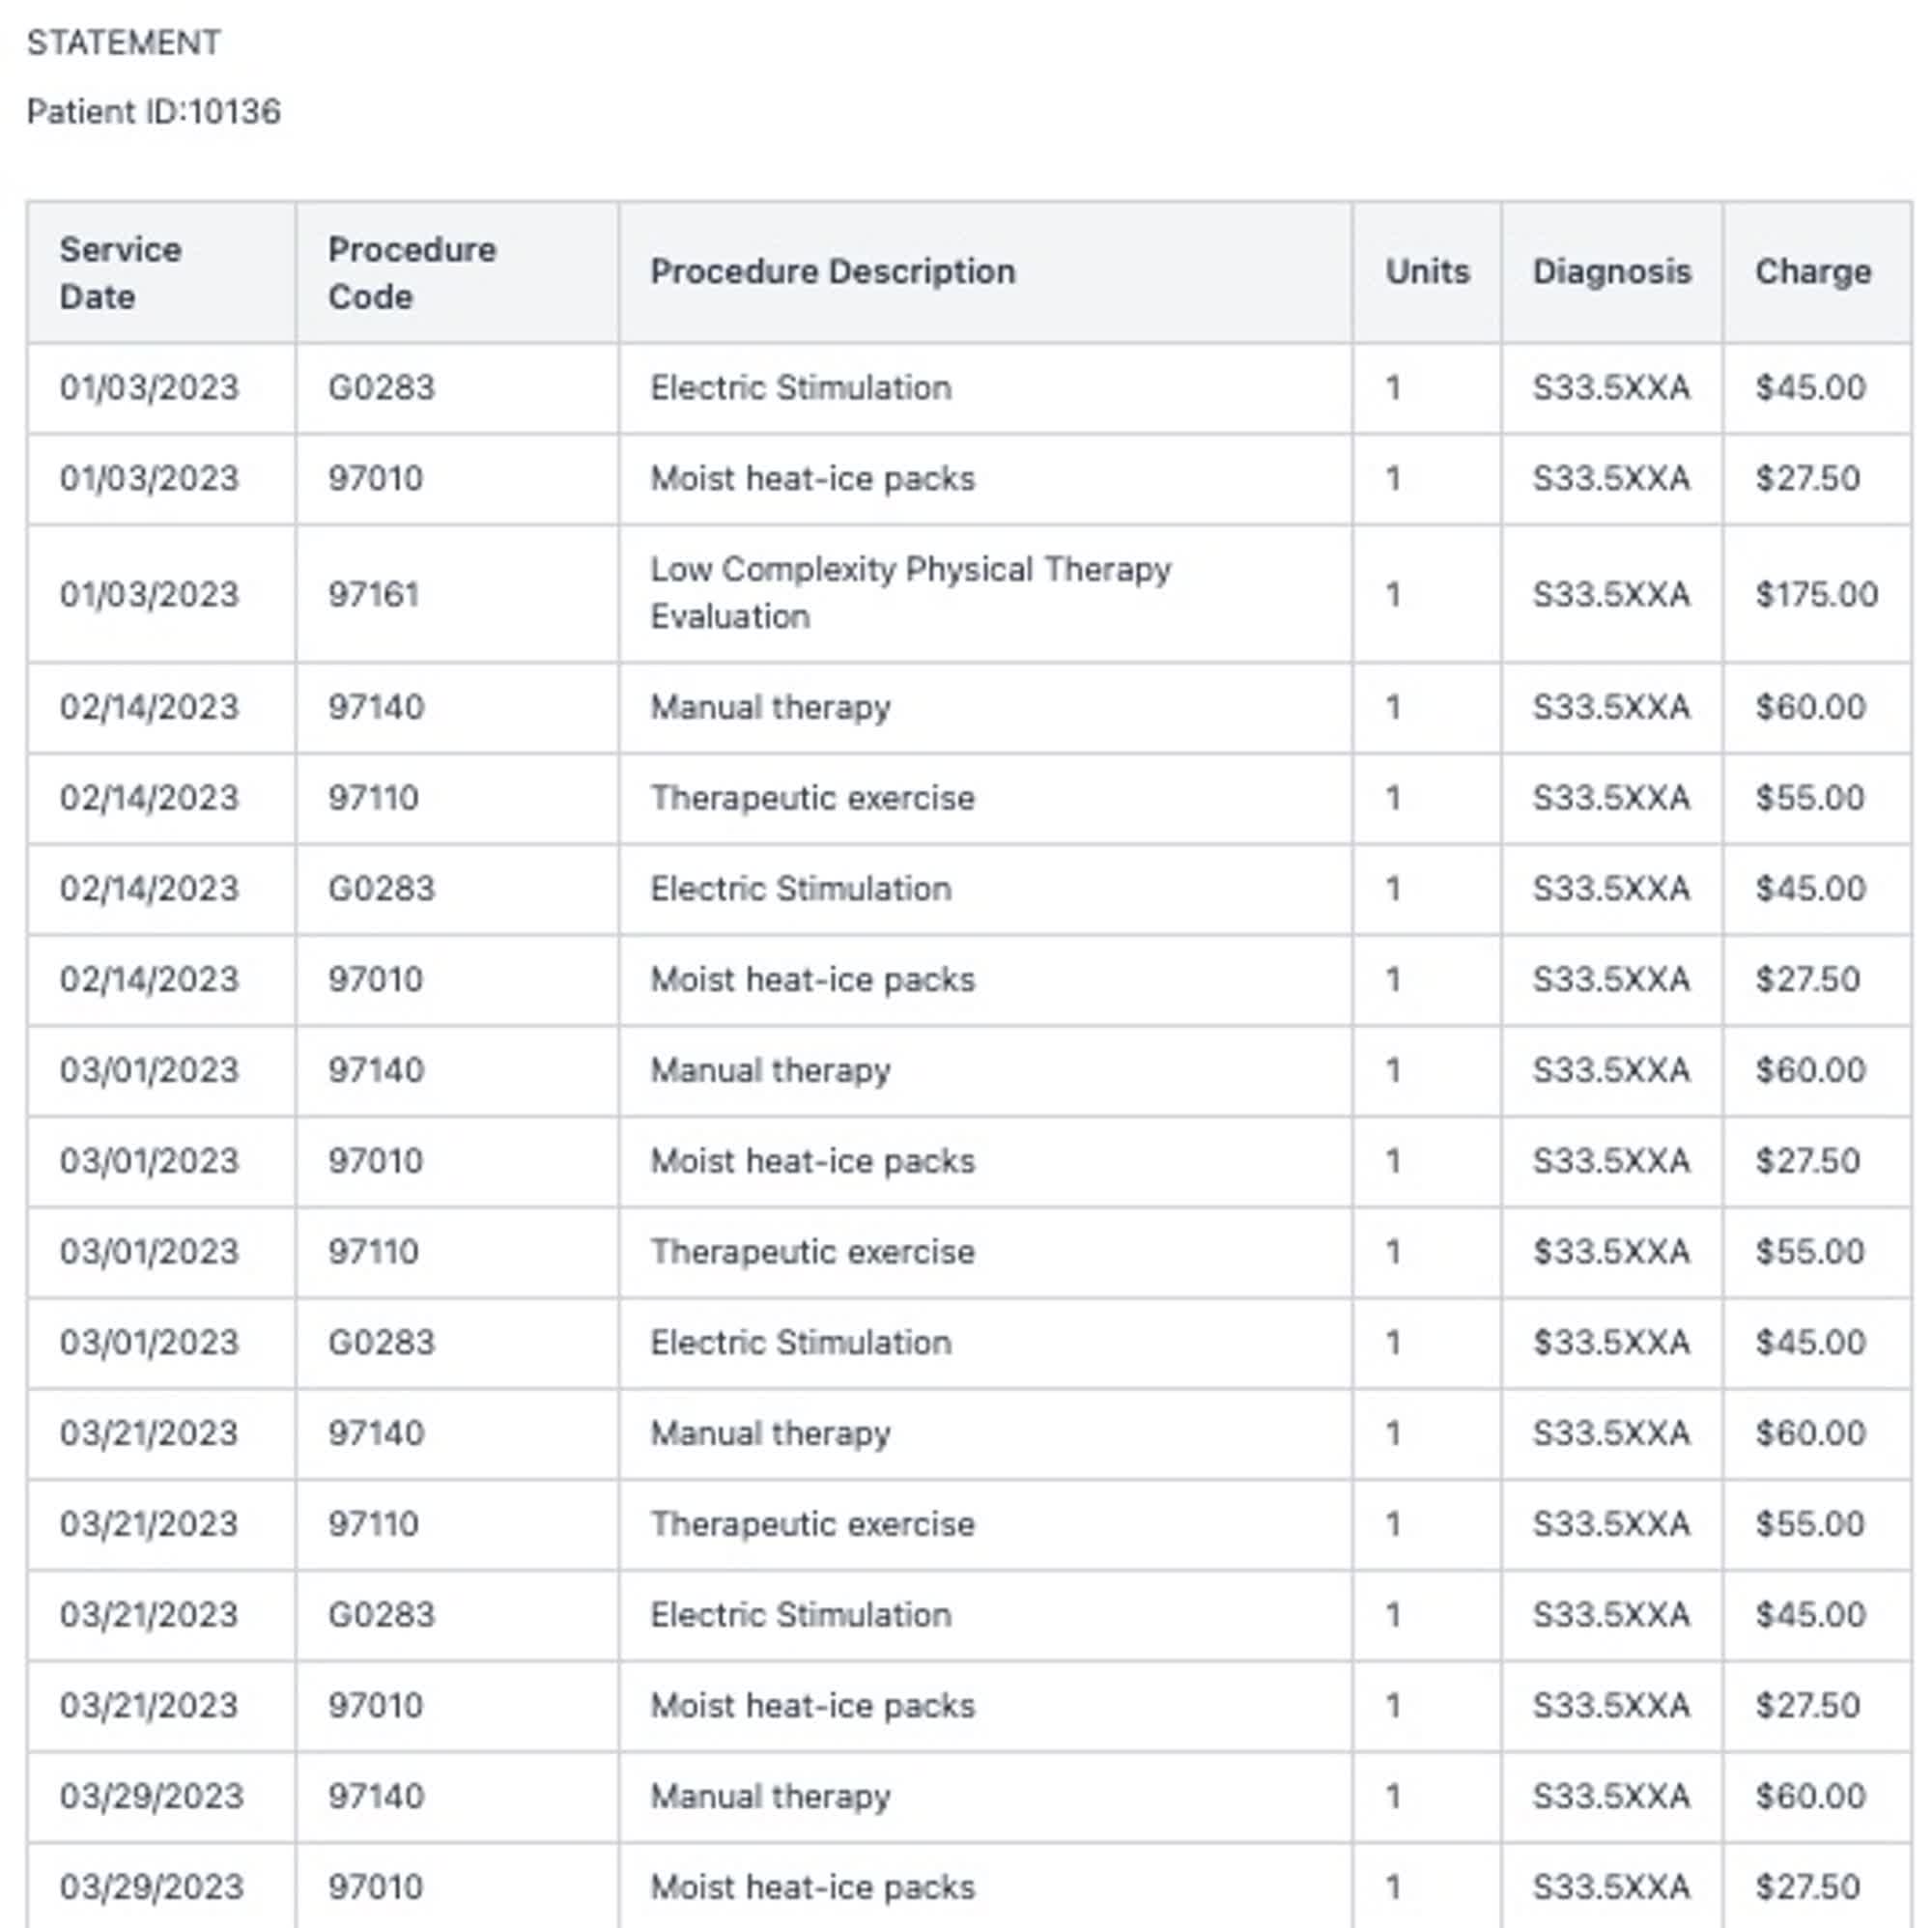 STATEMENT
Patient ID:10136
Service Date Procedure Code Procedure Description Units Diagnosis Charge
01/03/2023 G0283 Electric Stimulation 1 S33.5XXA $45.00
01/03/2023 97010 Moist heat-ice packs 1 S33.5XXA $27.50
01/03/2023 97161 Low Complexity Physical Therapy Evaluation 1 S33.5XXA $175.00
02/14/2023 97140 Manual therapy 1 S33.5XXA $60.00
02/14/2023 97110 Therapeutic exercise 1 S33.5XXA $55.00
02/14/2023 G0283 Electric Stimulation 1 S33.5XXA $45.00
02/14/2023 97010 Moist heat-ice packs 1 S33.5XXA $27.50
03/01/2023 97140 Manual therapy 1 S33.5XXA $60.00
03/01/2023 97010 Moist heat-ice packs 1 S33.5XXA $27.50
03/01/2023 97110 Therapeutic exercise 1 $33.5XXA $55.00
03/01/2023 G0283 Electric Stimulation 1 $33.5XXA $45.00
03/21/2023 97140 Manual therapy 1 S33.5XXA $60.00
03/21/2023 97110 Therapeutic exercise 1 S33.5XXA $55.00
03/21/2023 G0283 Electric Stimulation 1 S33.5XXA $45.00
03/21/2023 97010 Moist heat-ice packs 1 S33.5XXA $27.50
03/29/2023 97140 Manual therapy 1 S33.5XXA $60.00
03/29/2023 97010 Moist heat-ice packs 1 S33.5XXA $27.50